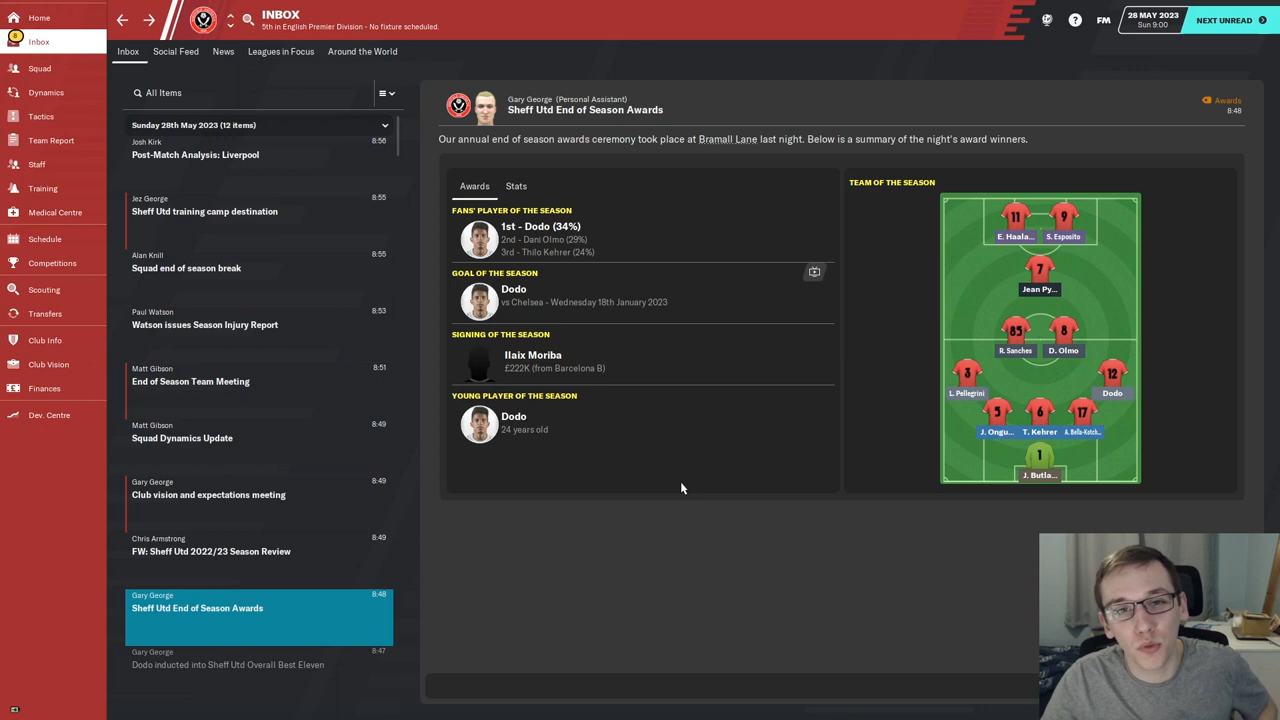 Home
8
Inbox
Squad
Dynamics
Tactics
Team Report
Staff
Training
Medical Centre
Schedule
Competitions
Scouting
Transfers
Club Info
Club Vision
Finances
Dev. Centre
INBOX
5th in English Premier Division - No fixture scheduled.
?
FM
28 MAY 2023
Sun 9:00
NEXT UNREAD
Inbox Social Feed News Leagues in Focus Around the World
All Items
Sunday 28th May 2023 (12 items)
Josh Kirk 8:56
Post-Match Analysis: Liverpool
Jez George 8:55
Sheff Utd training camp destination
Alan Knill 8:55
Squad end of season break
Paul Watson 8:53
Watson issues Season Injury Report
Matt Gibson 8:51
End of Season Team Meeting
Matt Gibson 8:49
Squad Dynamics Update
Gary George 8:49
Club vision and expectations meeting
Chris Armstrong 8:49
FW: Sheff Utd 2022/23 Season Review
Gary George 8:48
Sheff Utd End of Season Awards
Gary George 8:47
Dodo inducted into Sheff Utd Overall Best Eleven
Gary George (Personal Assistant)
Sheff Utd End of Season Awards
Awards
8:48
Our annual end of season awards ceremony took place at Bramall Lane last night. Below is a summary of the night's award winners.
Awards Stats
FANS' PLAYER OF THE SEASON
1st - Dodo (34%)
2nd - Dani Olmo (29%)
3rd - Thilo Kehrer (24%)
GOAL OF THE SEASON
Dodo
vs Chelsea - Wednesday 18th January 2023
SIGNING OF THE SEASON
Ilaix Moriba
£222K (from Barcelona B)
YOUNG PLAYER OF THE SEASON
Dodo
24 years old
TEAM OF THE SEASON
11 9
E. Haala... S. Esposito
7
Jean Py...
85 8
R. Sanches D. Olmo
3 12
L. Pellegrini Dodo
5 6 17
J. Ongu... T. Kehrer A. Bella-Kotch...
1
J. Butla...